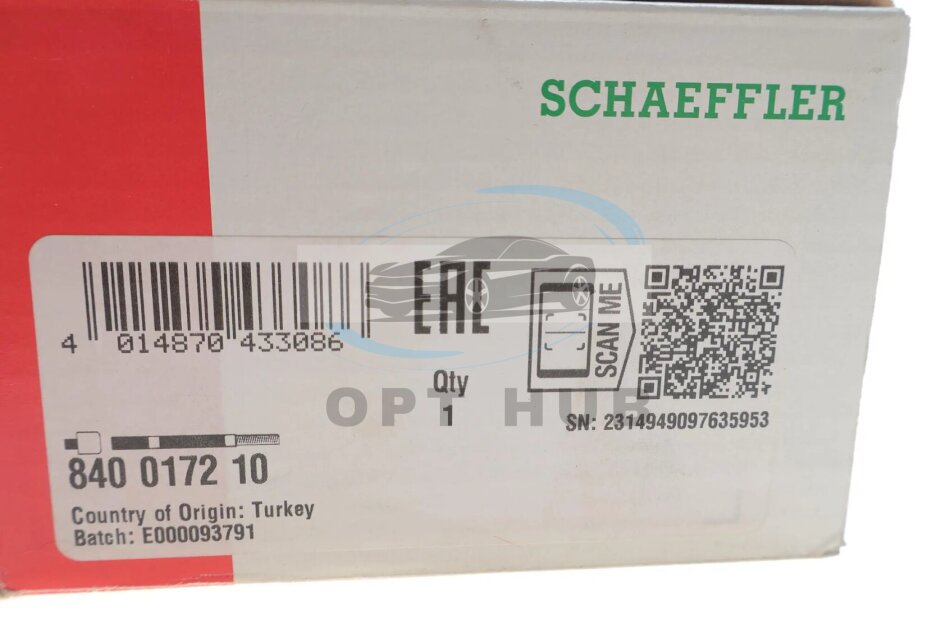 SCHAEFFLER
4 014870 433086
EAC
Qty
1
SCAN ME
SN: 2314949097635953
OPT HUB
840 0172 10
Country of Origin: Turkey
Batch: E000093791